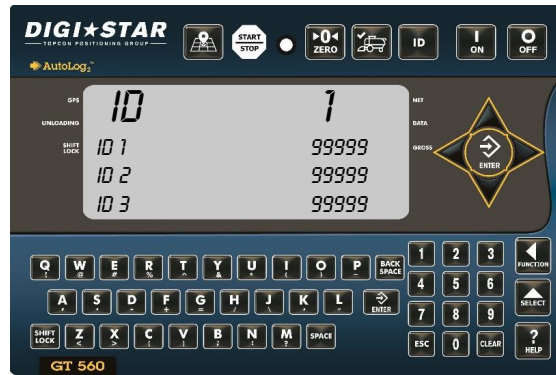 DIGI★STAR
TOPCON POSITIONING GROUP
AutoLog2™
START
STOP
►0◄
ZERO
ID
I
ON
O
OFF
GPS
UNLOADING
SHIFT
LOCK
ID 1
ID 1 99999
ID 2 99999
ID 3 99999
NET
DATA
GROSS
ENTER
Q W E R T Y U I O P BACK SPACE
! @ # % ^ & * ( )
A S D F G H J K L ENTER
SHIFT LOCK Z X C V B N M SPACE
1 2 3
4 5 6
7 8 9
ESC 0 CLEAR
FUNCTION
SELECT
?
HELP
GT 560